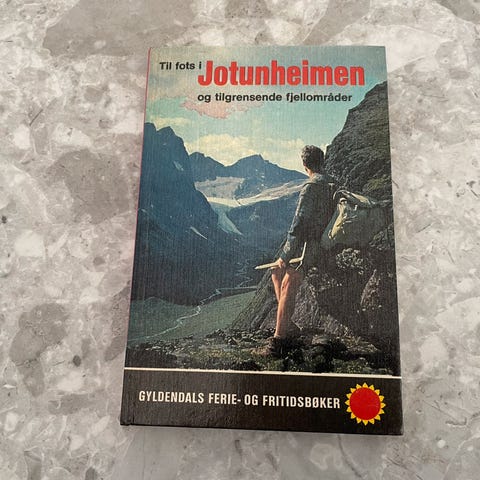 Til fots i Jotunheimen
og tilgrensende fjellområder
GYLDENDALS FERIE- OG FRITIDSBØKER